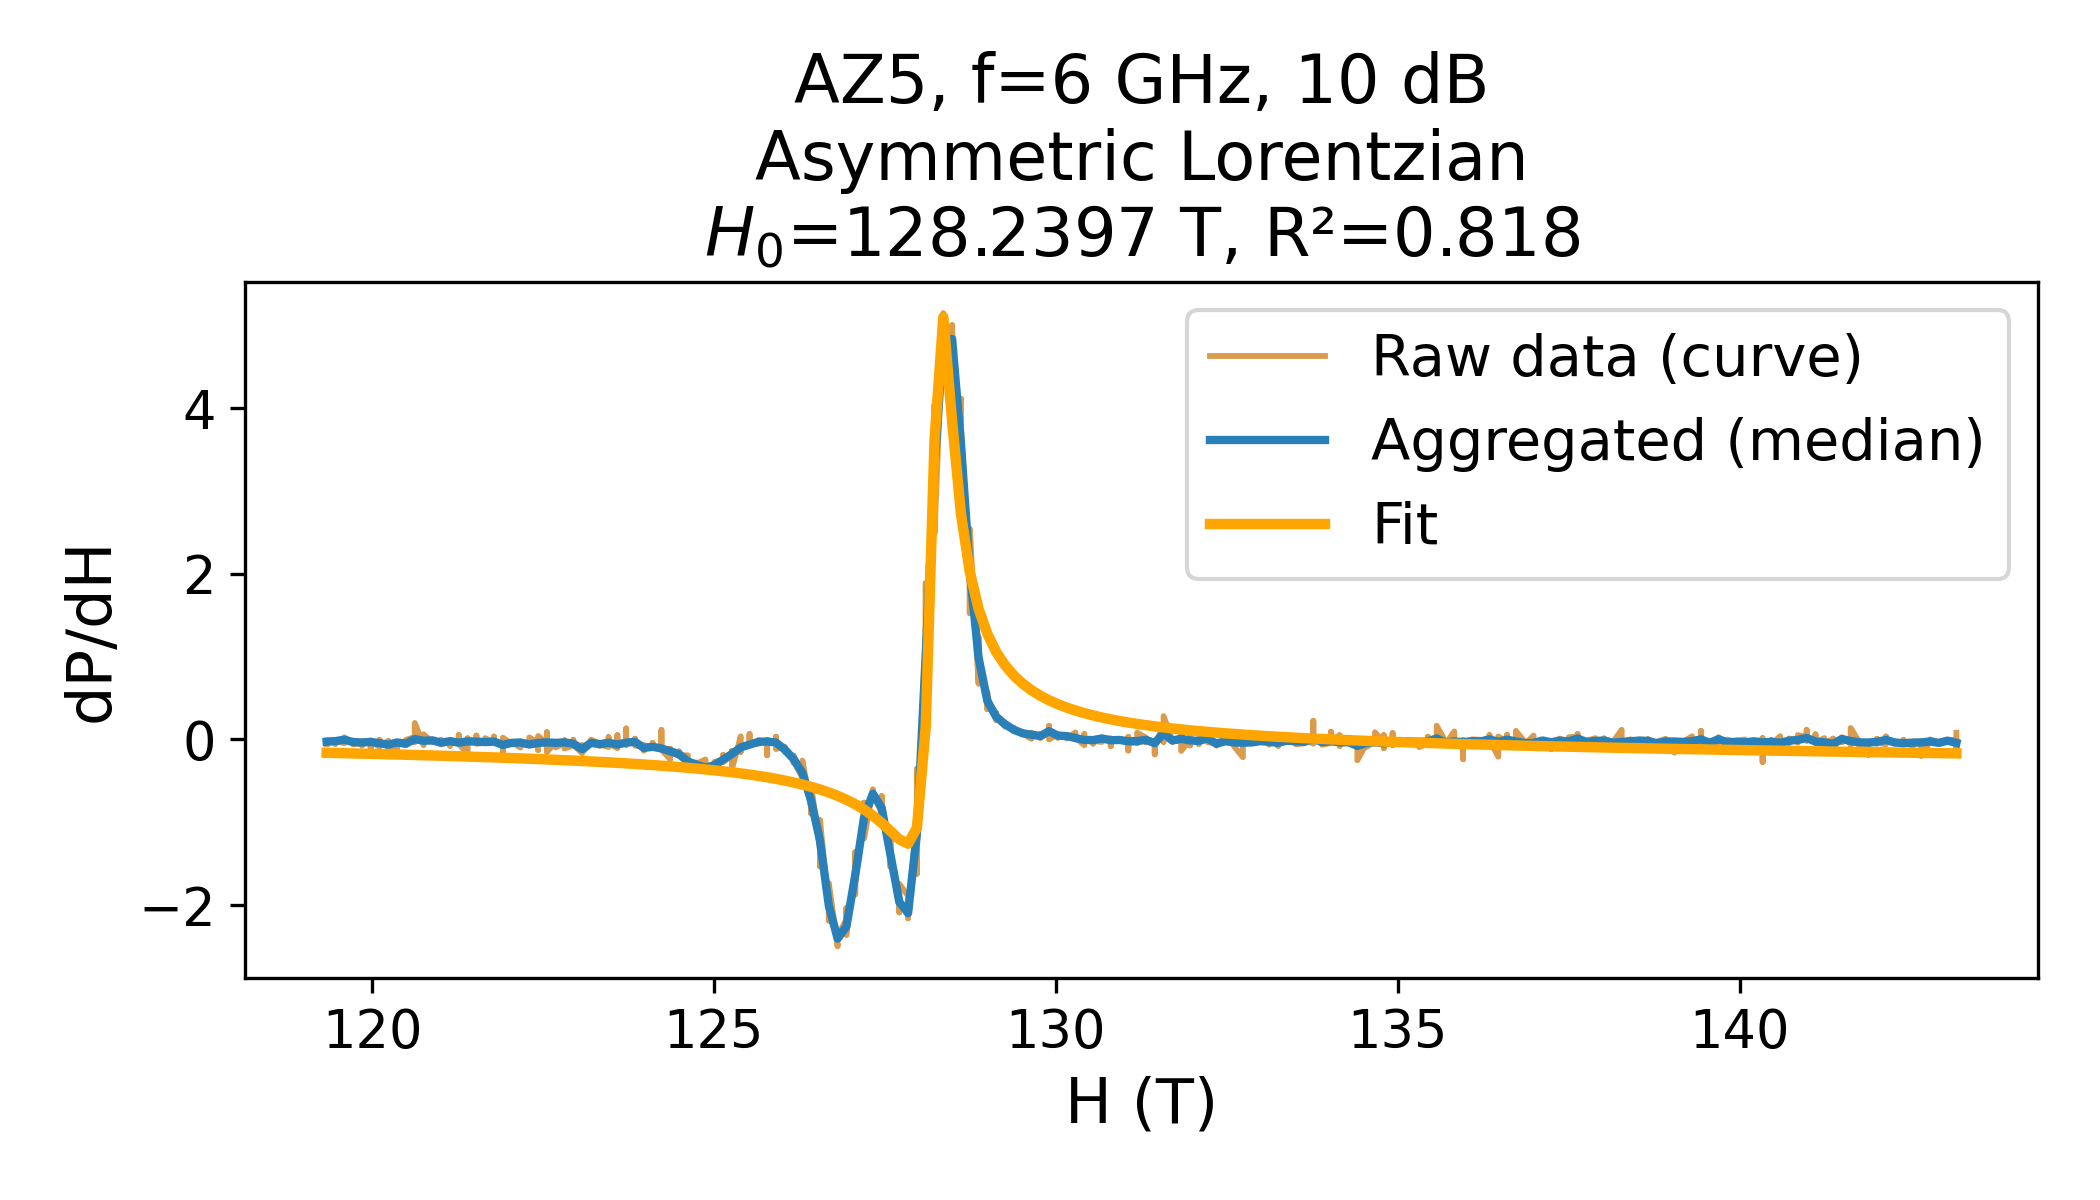 AZ5, f=6 GHz, 10 dB
Asymmetric Lorentzian
H₀=128.2397 T, R²=0.818
Raw data (curve)
Aggregated (median)
Fit
dP/dH
4
2
0
−2
120 125 130 135 140
H (T)